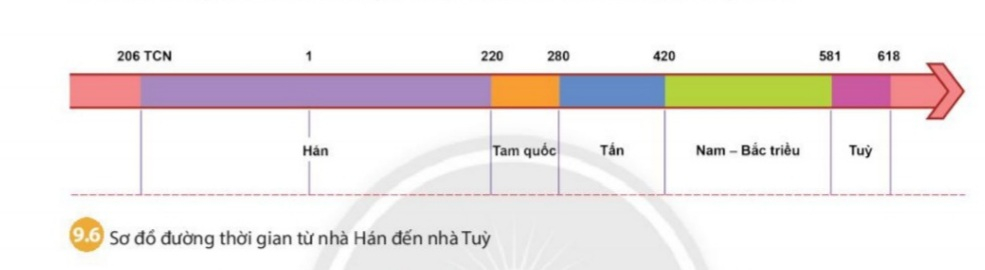 206 TCN 1 220 280 420 581 618
Hán Tam quốc Tấn Nam – Bắc triều Tuỳ
9.6 Sơ đồ đường thời gian từ nhà Hán đến nhà Tuỳ